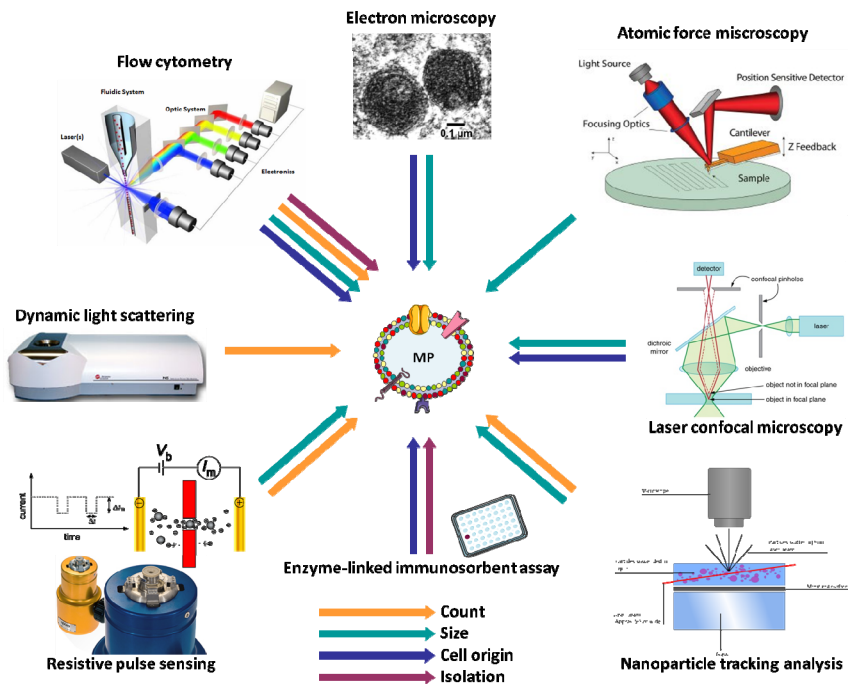 Electron microscopy
0.1 µm
Flow cytometry
Fluidic System
Optic System
Laser(s)
Electronics
Atomic force miscroscopy
Light Source
Position Sensitive Detector
Focusing Optics
Cantilever
Z Feedback
Sample
Dynamic light scattering
MP
detector
confocal pinholes
laser
dichroic
mirror
objective
object not in focal plane
object in focal plane
Laser confocal microscopy
Vb
Im
current
time
Resistive pulse sensing
Enzyme-linked immunosorbent assay
Count
Size
Cell origin
Isolation
Nanoparticle tracking analysis